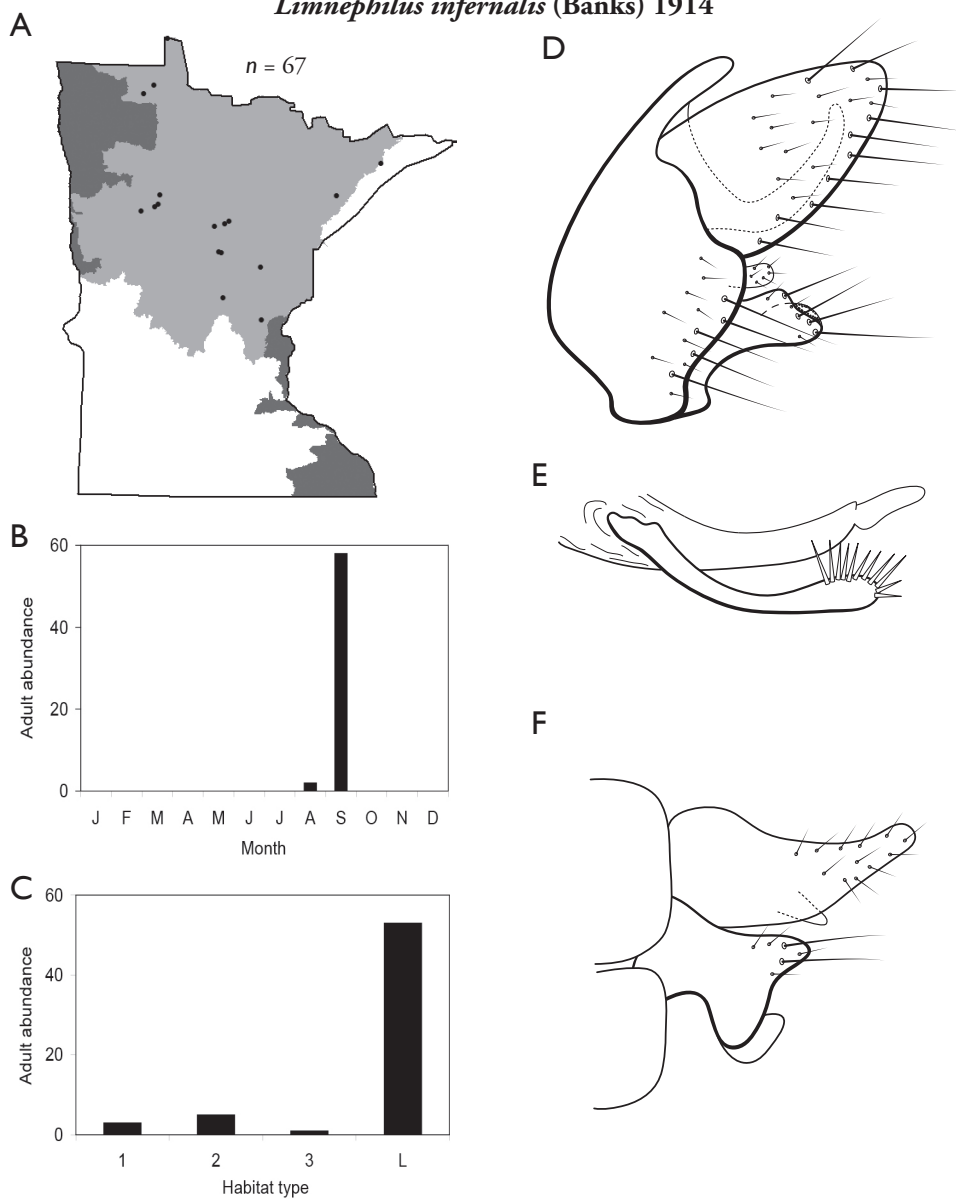 Limnephilus infernalis (Banks) 1914
A
n = 67
B
60
40
20
0
Adult abundance
J F M A M J J A S O N D
Month
C
60
40
20
0
Adult abundance
1 2 3 L
Habitat type
D
E
F